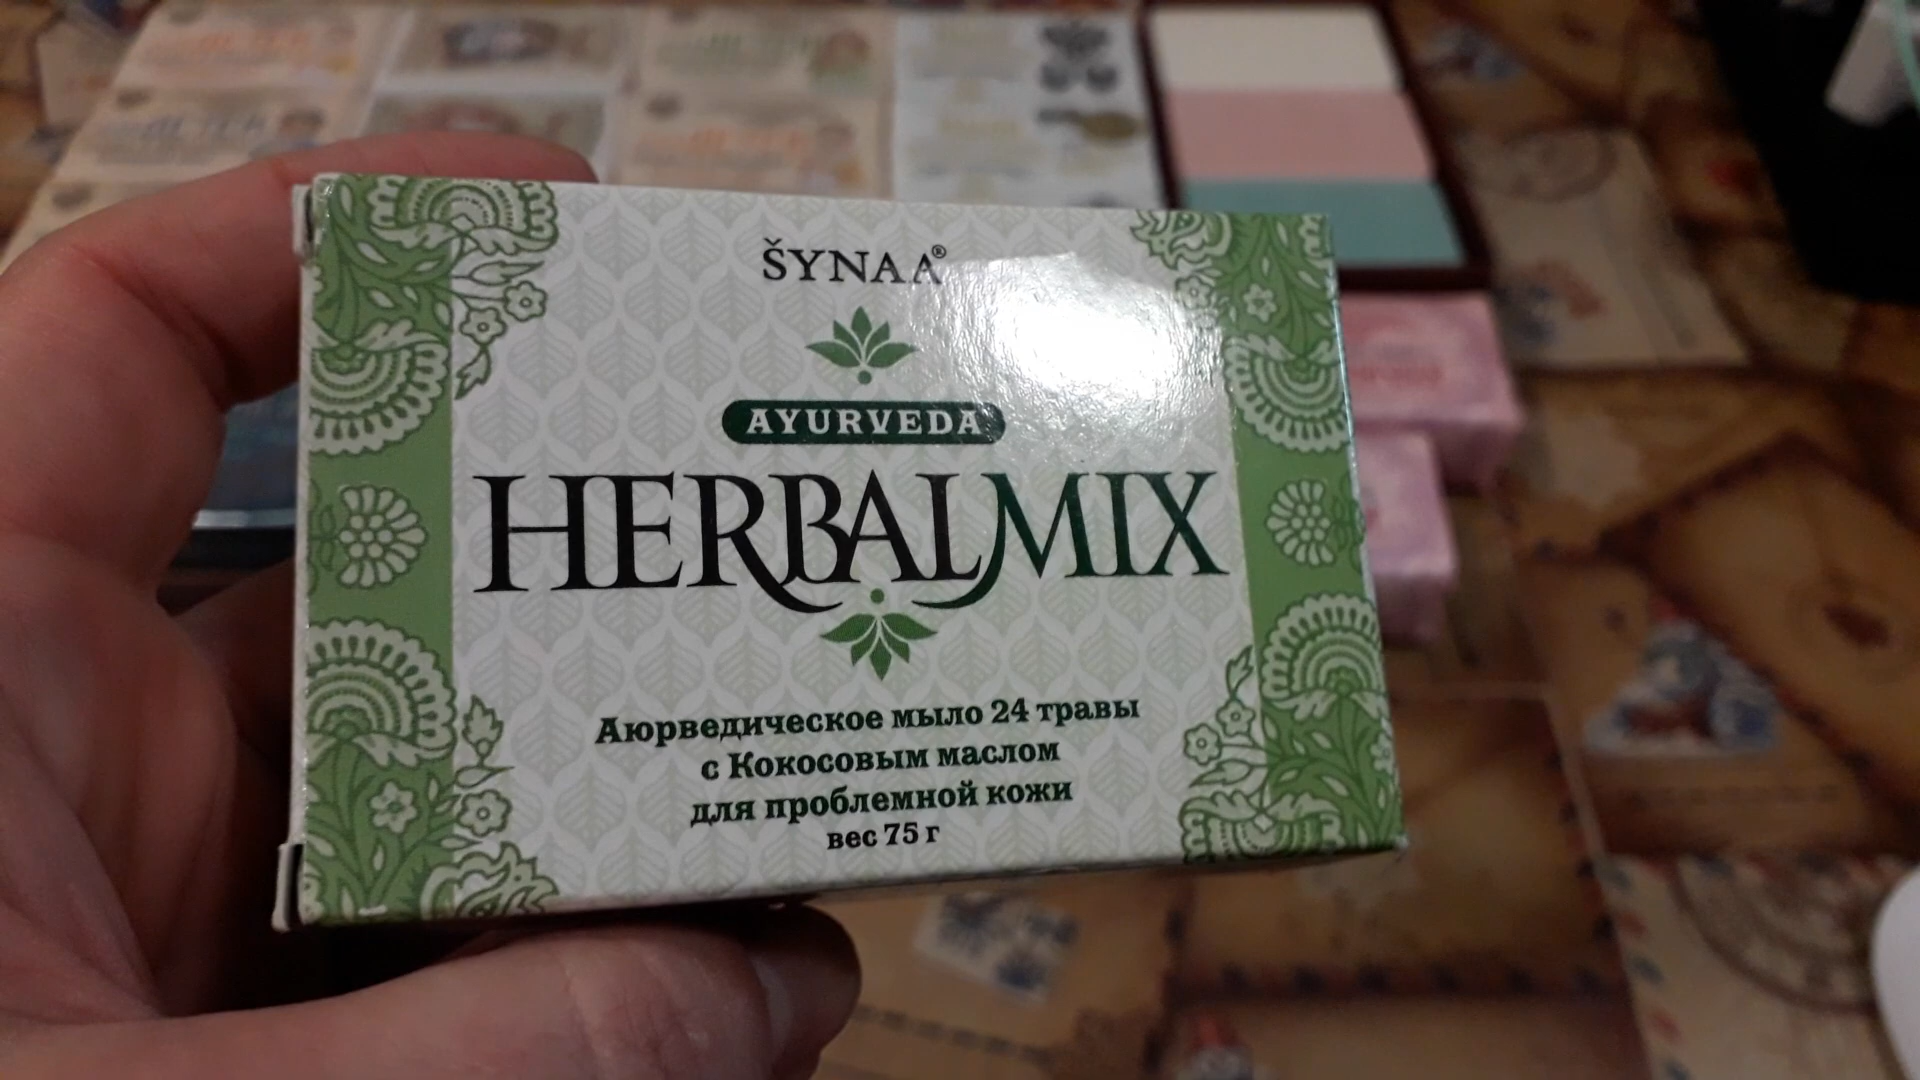 ŠYNAA®
AYURVEDA
HERBALMIX
Аюрведическое мыло 24 травы
с Кокосовым маслом
для проблемной кожи
вес 75 г